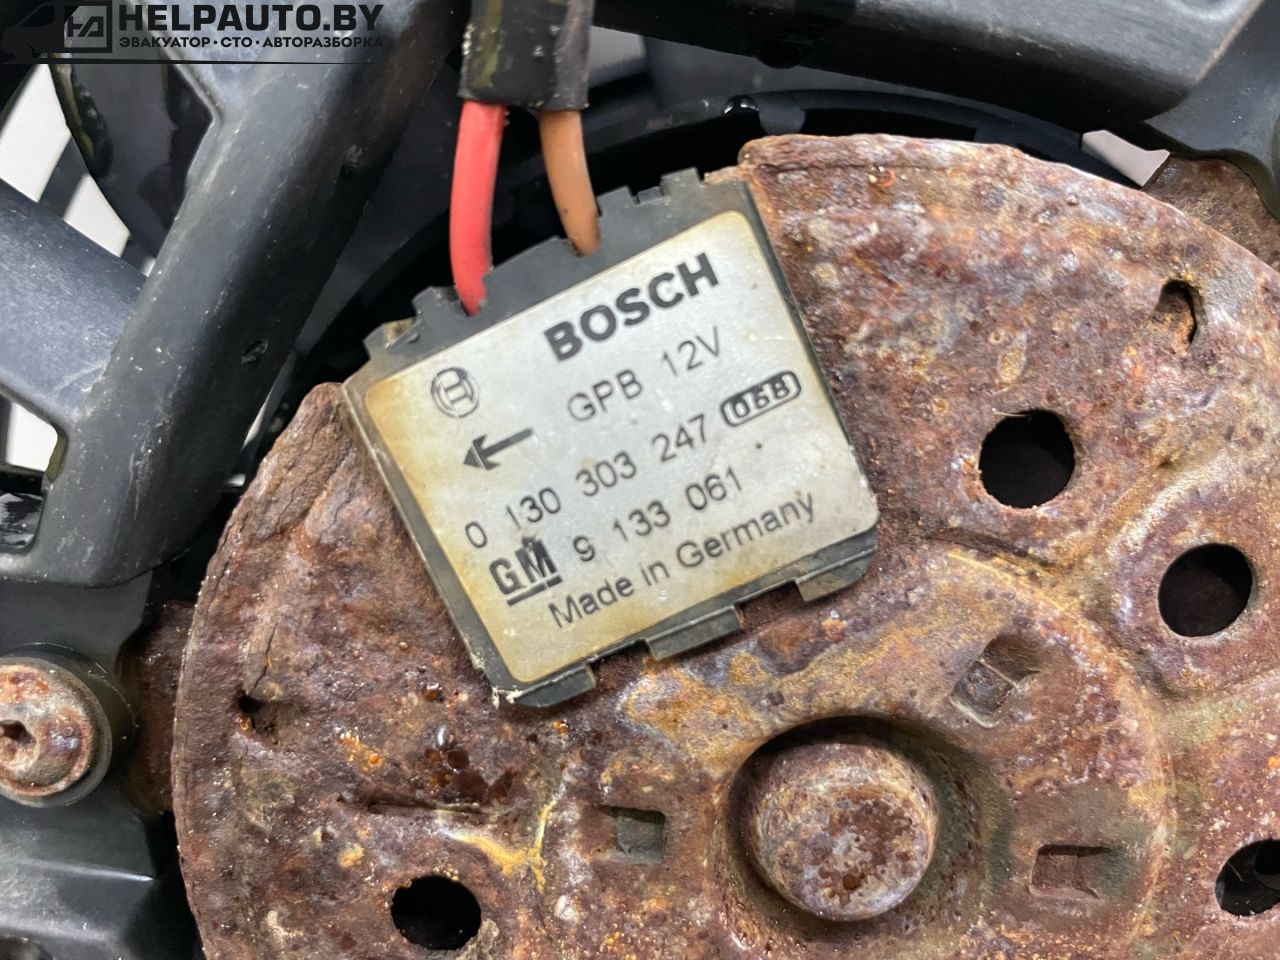 HELPAUTO.BY
ЭВАКУАТОР · СТО · АВТОРАЗБОРКА
BOSCH
GPB 12V
0 130 303 247
GM 9 133 061
Made in Germany